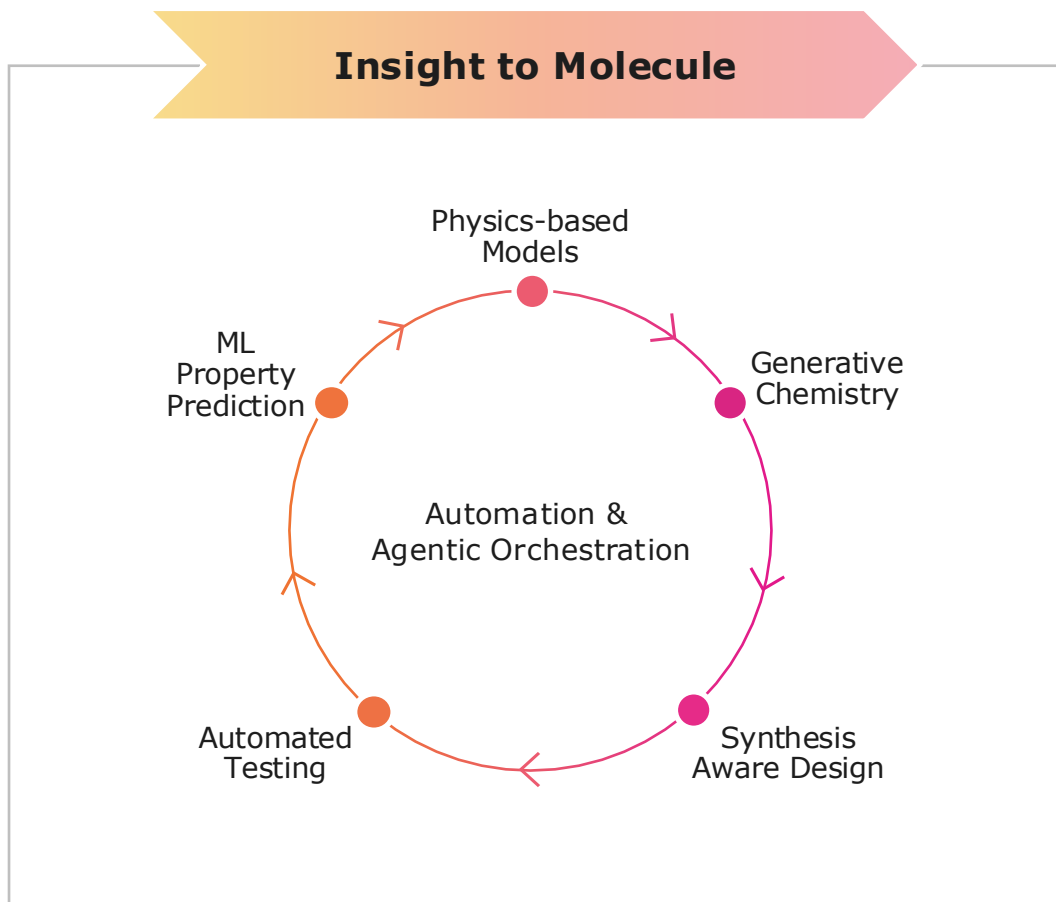 Insight to Molecule
Physics-based
Models
Generative
Chemistry
ML
Property
Prediction
Automation &
Agentic Orchestration
Synthesis
Aware Design
Automated
Testing